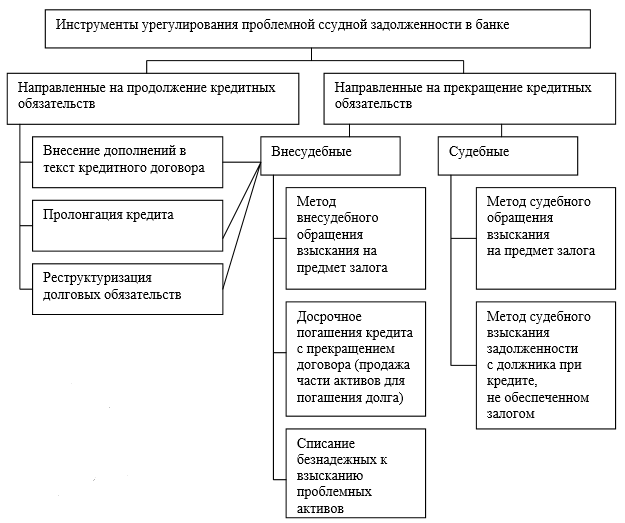 Инструменты урегулирования проблемной ссудной задолженности в банке
Направленные на продолжение кредитных
обязательств
Направленные на прекращение кредитных
обязательств
Внесение дополнений в
текст кредитного договора
Пролонгация кредита
Реструктуризация
долговых обязательств
Внесудебные
Метод
внесудебного
обращения
взыскания на
предмет залога
Досрочное
погашения кредита
с прекращением
договора (продажа
части активов для
погашения долга)
Списание
безнадежных к
взысканию
проблемных
активов
Судебные
Метод судебного
обращения
взыскания
на предмет залога
Метод судебного
взыскания
задолженности
с должника при
кредите,
не обеспеченном
залогом